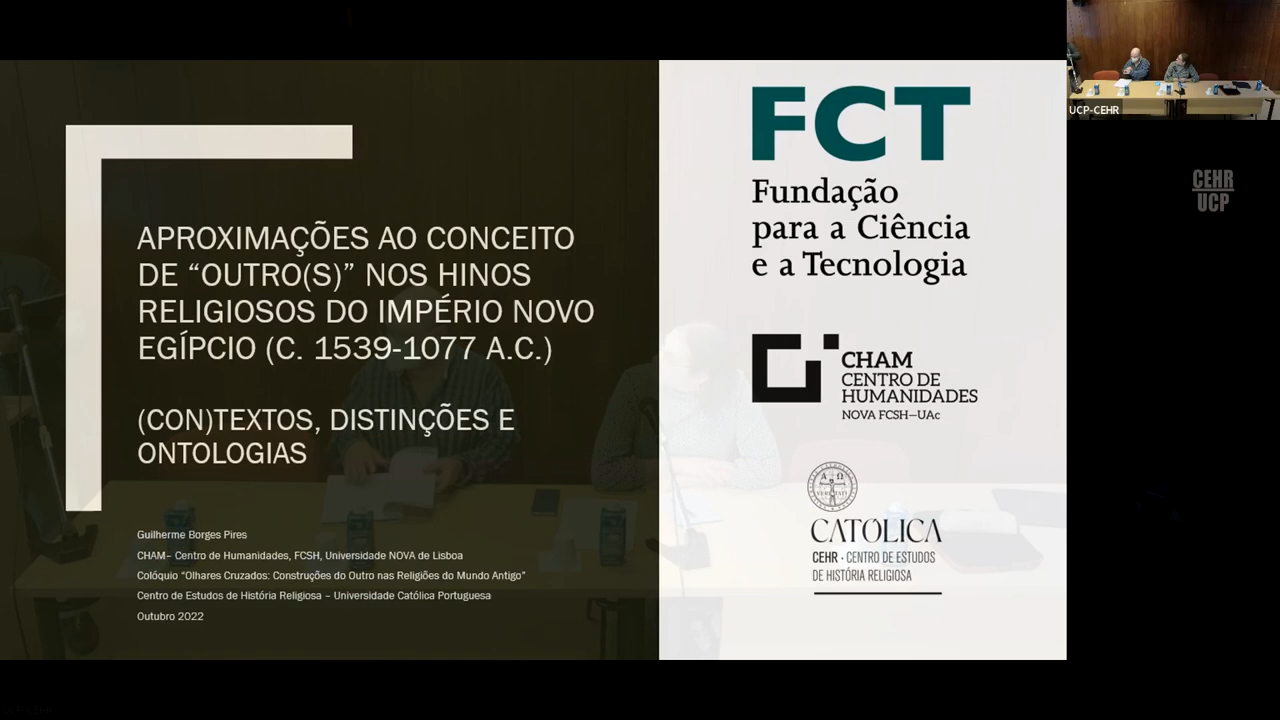 APROXIMAÇÕES AO CONCEITO
DE “OUTRO(S)” NOS HINOS
RELIGIOSOS DO IMPÉRIO NOVO
EGÍPCIO (C. 1539-1077 A.C.)
(CON)TEXTOS, DISTINÇÕES E
ONTOLOGIAS
Guilherme Borges Pires
CHAM– Centro de Humanidades, FCSH, Universidade NOVA de Lisboa
Colóquio “Olhares Cruzados: Construções do Outro nas Religiões do Mundo Antigo”
Centro de Estudos de História Religiosa – Universidade Católica Portuguesa
Outubro 2022
FCT
Fundação
para a Ciência
e a Tecnologia
CHAM
CENTRO DE
HUMANIDADES
NOVA FCSH—UAc
CATÓLICA
CEHR · CENTRO DE ESTUDOS
DE HISTÓRIA RELIGIOSA
UCP-CEHR
CEHR
UCP